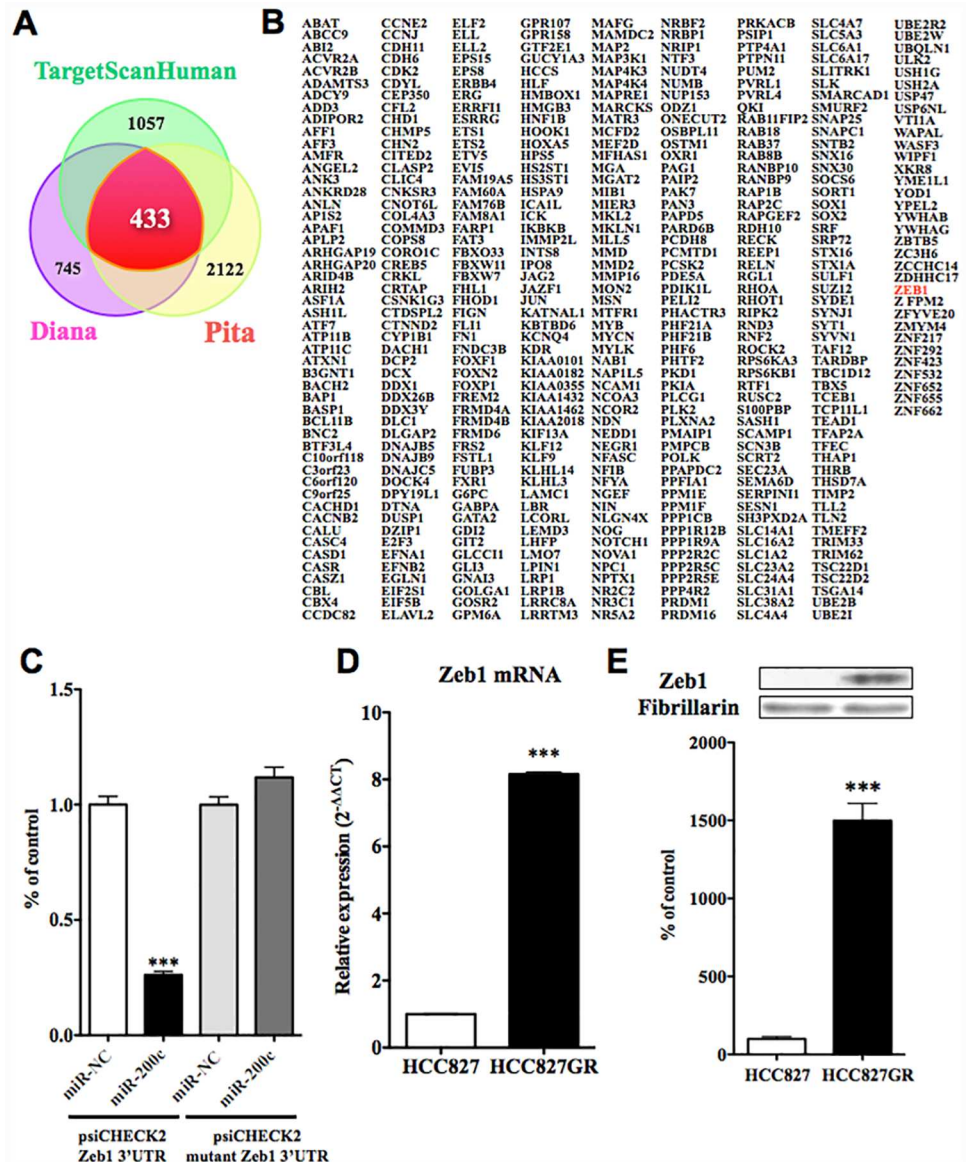 A
TargetScanHuman
1057
433
745
2122
Diana
Pita
B
ABAT CCNE2 ELF2 GPR107 MAFG NRBF2 PRKACB SLC4A7 UBE2R2
ABCC9 CCNJ ELL GPR158 MAMDC2 NRBP1 PSIP1 SLC5A3 UBE2W
ABI2 CDH11 ELL2 GTF2E1 MAP2 NRIP1 PTP4A1 SLC6A1 UBQLN1
ACVR2A CDH6 EPS15 GUCY1A3 MAP3K1 NTF3 PTPN11 SLC6A17 ULK2
ACVR2B CDK2 EPS8 HCCS MAP4K3 NUDT4 PUM2 SLITRK1 USH1G
ADAMTS3 CDYL ERBB4 HLF MAP4K4 NUMB PVRL1 SLK USH2A
ADCY9 CEP350 ERG HMBOX1 MAPRE1 NUP153 PVRL4 SMARCAD1 USP47
ADD3 CFL2 ERRFI1 HMGB3 MARCKS ODZ1 QKI SMURF2 USP6NL
ADIPOR2 CHD1 ESRRG HNF1B MATR3 ONECUT2 RAB11FIP2 SNAP25 VTI1A
AFF1 CHMP5 ETS1 HOOK1 MCFD2 OSBPL11 RAB18 SNAPC1 WAPAL
AFF3 CHN2 ETS2 HOXA5 MEF2D OSTM1 RAB37 SNTB2 WASF3
AMFR CITED2 ETV5 HPS5 MFHAS1 OXR1 RAB8B SNX16 WIPF1
ANGEL2 CLASP2 EVI5 HS2ST1 MGA PAG1 RANBP10 SNX30 XKR8
ANK3 CLIC4 FAM19A5 HS3ST1 MGAT2 PAIP2 RANBP9 SOCS6 YME1L1
ANKRD28 CNKSR3 FAM60A HSPA9 MIB1 PAK7 RAP1B SORT1 YOD1
ANLN CNOT6L FAM76B ICA1L MIER3 PAN3 RAP2C SOX1 YPEL2
AP1S2 COL4A3 FAM8A1 ICK MKL2 PAPD5 RAPGEF2 SOX2 YWHAB
APAF1 COMMD3 FARP1 IKBKB MKLN1 PARD6B RDH10 SRF YWHAG
APLP2 COPS8 FAT3 IMMP2L MLL5 PCDH8 RECK SRP72 ZBTB5
ARHGAP19 CORO1C FBXO33 INTS8 MMD PCMTD1 REEP1 STX16 ZC3H6
ARHGAP20 CREB5 FBXW11 IPO8 MMD2 PCSK2 RELN STX1A ZCCHC14
ARID4B CRKL FBXW7 JAG2 MMP16 PDE5A RGL1 SULF1 ZDHHC17
ARIH2 CRTAP FHL1 JAZF1 MON2 PDIK1L RHOA SUZ12 ZEB1
ASF1A CSNK1G3 FHOD1 JUN MSN PELI2 RHOT1 SYDE1 Z FPM2
ASH1L CTDSPL2 FIGN KATNAL1 MTFR1 PHACTR3 RIPK2 SYNJ1 ZFYVE20
ATF7 CTNND2 FLI1 KBTBD6 MYB PHF21A RND3 SYT1 ZMYM4
ATP11B CYP1B1 FN1 KCNQ4 MYCN PHF21B RNF2 SYVN1 ZNF217
ATP11C DACH1 FNDC3B KDR MYLK PHF6 ROCK2 TAF12 ZNF292
ATXN1 DCP2 FOXF1 KIAA0101 NAB1 PHTF2 RPS6KA3 TARDBP ZNF423
B3GNT1 DCX FOXN2 KIAA0182 NAP1L5 PKD1 RPS6KB1 TBC1D12 ZNF532
BACH2 DDX1 FOXP1 KIAA0355 NCAM1 PKIA RTF1 TBX5 ZNF652
BAP1 DDX26B FREM2 KIAA1432 NCOA3 PLCG1 RUSC2 TCEB1 ZNF655
BASP1 DDX3Y FRMD4A KIAA1462 NCOR2 PLK2 S100PBP TCP11L1 ZNF662
BCL11B DLC1 FRMD4B KIAA2018 NDN PLXNA2 SASH1 TEAD1
BNC2 DLGAP2 FRMD6 KIF13A NEDD1 PMAIP1 SCAMP1 TFAP2A
BTF3L4 DNAJB5 FRS2 KLF12 NEGR1 PMPCB SCN3B TFEC
C10orf118 DNAJB9 FSTL1 KLF9 NFASC POLK SCRT2 THAP1
C3orf23 DNAJC5 FUBP3 KLHL14 NFIB PPAPDC2 SEC23A THRB
C6orf120 DOCK4 FXR1 KLHL3 NFYA PPFIA1 SEMA6D THSD7A
C9orf25 DPY19L1 G6PC LAMC1 NGEF PPM1E SERPINI1 TIMP2
CACHD1 DTNA GABPA LBR NIN PPM1F SESN1 TLL2
CACNB2 DUSP1 GATA2 LCORL NLGN4X PPP1CB SH3PXD2A TLN2
CALU DZIP1 GDI2 LEMD3 NOG PPP1R12B SLC14A1 TMEFF2
CASC4 E2F3 GIT2 LHFP NOTCH1 PPP1R9A SLC16A2 TRIM33
CASD1 EFNA1 GLCCI1 LMO7 NOVA1 PPP2R2C SLC1A2 TRIM62
CASR EFNB2 GLI3 LPIN1 NPC1 PPP2R5C SLC23A2 TSC22D1
CASZ1 EGLN1 GNAI3 LRP1 NPTX1 PPP2R5E SLC24A4 TSC22D2
CBL EIF2S1 GOLGA1 LRP1B NR2C2 PPP4R2 SLC31A1 TSGA14
CBX4 EIF5B GOSR2 LRRC8A NR3C1 PRDM1 SLC38A2 UBE2B
CCDC82 ELAVL2 GPM6A LRRTM3 NR5A2 PRDM16 SLC4A4 UBE2I
C
% of control
1.5
1.0
0.5
0.0
***
miR-NC miR-200c miR-NC miR-200c
psiCHECK2 psiCHECK2
Zeb1 3'UTR mutant Zeb1 3'UTR
D
Zeb1 mRNA
Relative expression (2-ΔΔCT)
10
8
6
4
2
0
***
HCC827 HCC827GR
E
Zeb1
Fibrillarin
% of control
2000
1500
1000
500
0
***
HCC827 HCC827GR